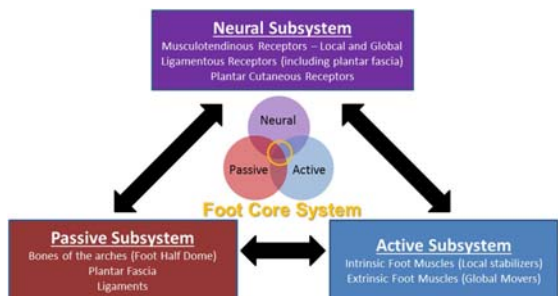 Neural Subsystem
Musculotendinous Receptors – Local and Global
Ligamentous Receptors (including plantar fascia)
Plantar Cutaneous Receptors
Neural
Passive
Active
Foot Core System
Passive Subsystem
Bones of the arches (Foot Half Dome)
Plantar Fascia
Ligaments
Active Subsystem
Intrinsic Foot Muscles (Local stabilizers)
Extrinsic Foot Muscles (Global Movers)